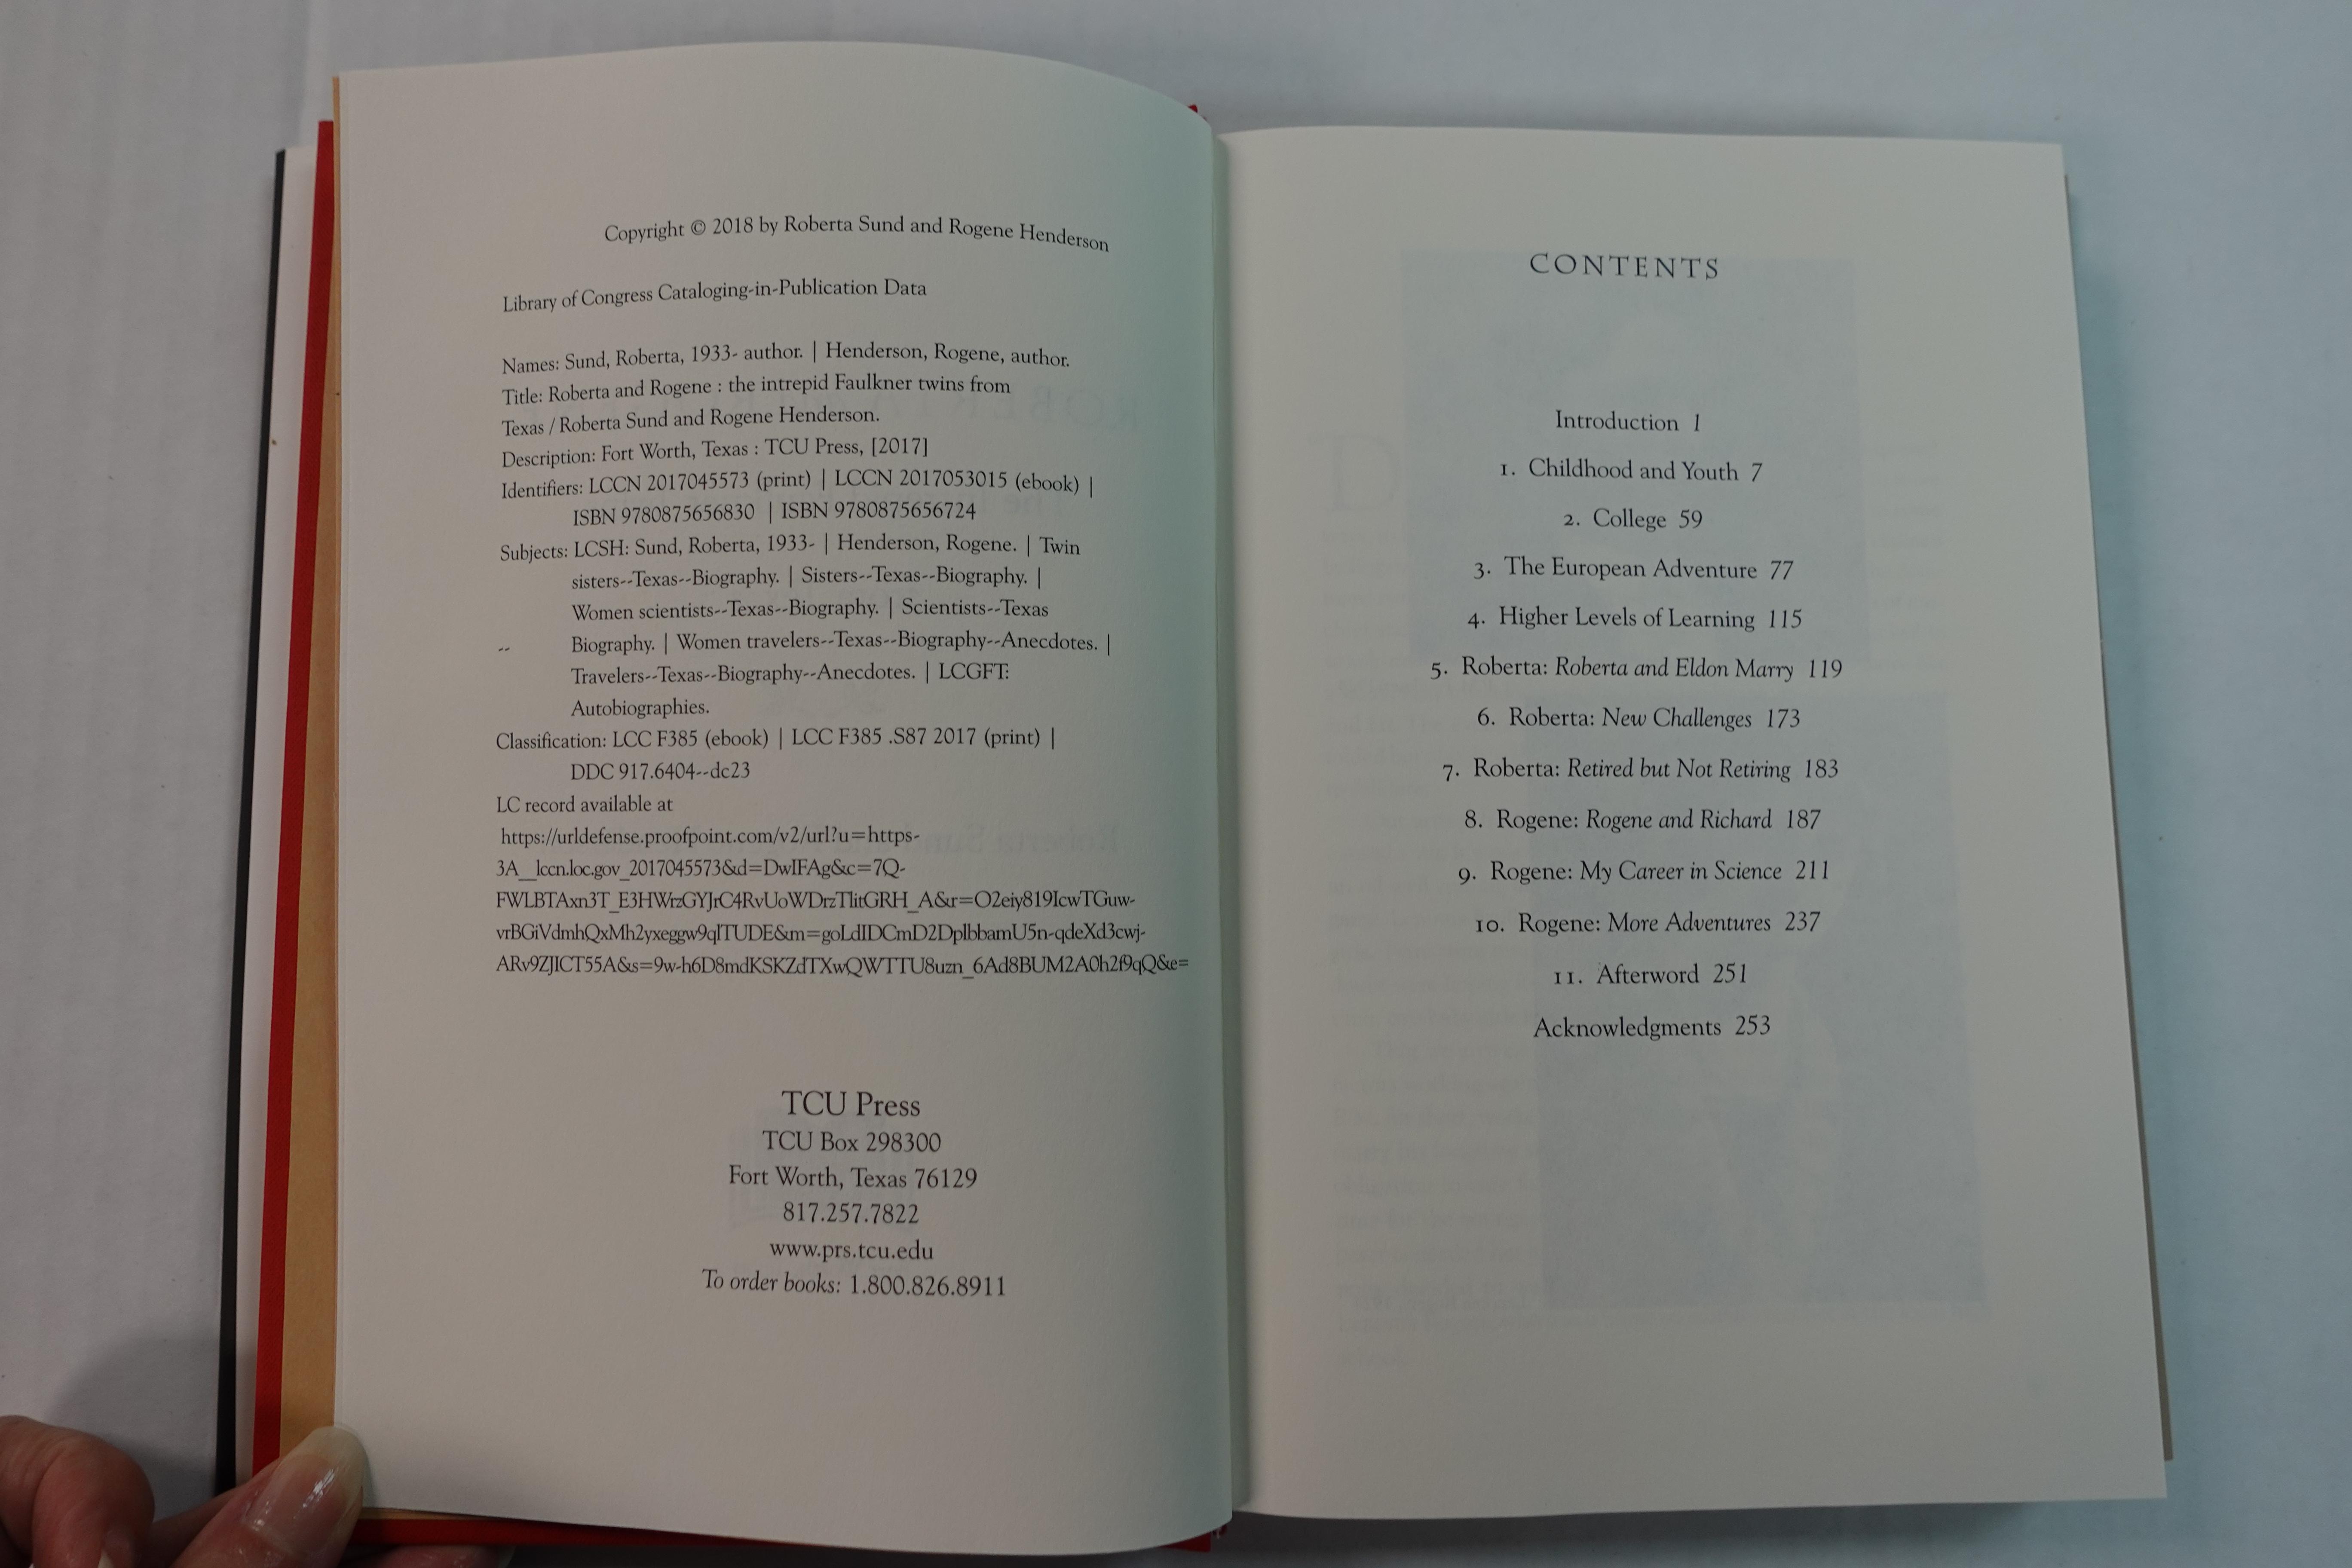 Copyright © 2018 by Roberta Sund and Rogene Henderson
Library of Congress Cataloging-in-Publication Data
Names: Sund, Roberta, 1933- author. | Henderson, Rogene, author.
Title: Roberta and Rogene : the intrepid Faulkner twins from
Texas / Roberta Sund and Rogene Henderson.
Description: Fort Worth, Texas : TCU Press, [2017]
Identifiers: LCCN 2017045573 (print) | LCCN 2017053015 (ebook) |
ISBN 9780875656830 | ISBN 9780875656724
Subjects: LCSH: Sund, Roberta, 1933- | Henderson, Rogene. | Twin
sisters--Texas--Biography. | Sisters--Texas--Biography. |
Women scientists--Texas--Biography. | Scientists--Texas
-- Biography. | Women travelers--Texas--Biography--Anecdotes. |
Travelers--Texas--Biography--Anecdotes. | LCGFT:
Autobiographies.
Classification: LCC F385 (ebook) | LCC F385 .S87 2017 (print) |
DDC 917.6404--dc23
LC record available at
https://urldefense.proofpoint.com/v2/url?u=https-
3A__lccn.loc.gov_2017045573&d=DwIFAg&c=7Q-
FWLBTAxn3T_E3HWrzGYJrC4RvUoWDrzTlitGRH_A&r=O2eiy819IcwTGuw-
vrBGiVdmhQxMh2yxeggw9qlTUDE&m=goLdIDCmD2DplbbamU5n-qdeXd3cwj-
ARv9ZJICT55A&s=9w-h6D8mdKSKZdTXwQWTTU8uzn_6Ad8BUM2A0h2f9qQ&e=
TCU Press
TCU Box 298300
Fort Worth, Texas 76129
817.257.7822
www.prs.tcu.edu
To order books: 1.800.826.8911
CONTENTS
Introduction 1
1. Childhood and Youth 7
2. College 59
3. The European Adventure 77
4. Higher Levels of Learning 115
5. Roberta: Roberta and Eldon Marry 119
6. Roberta: New Challenges 173
7. Roberta: Retired but Not Retiring 183
8. Rogene: Rogene and Richard 187
9. Rogene: My Career in Science 211
10. Rogene: More Adventures 237
11. Afterword 251
Acknowledgments 253